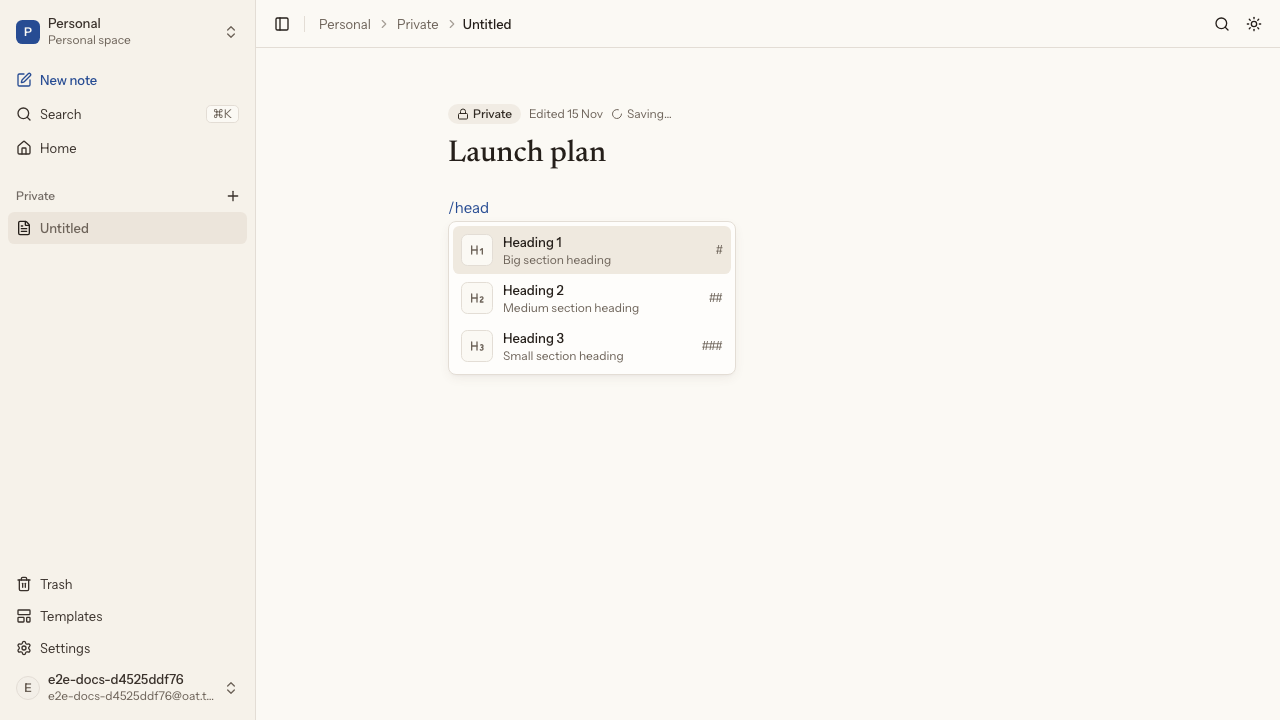 P
Personal
Personal space
New note
Search ⌘K
Home
Private
Untitled
Trash
Templates
Settings
E
e2e-docs-d4525ddf76
e2e-docs-d4525ddf76@oat.t...
Personal > Private > Untitled
Private Edited 15 Nov Saving...
Launch plan
/head
H1 Heading 1 #
Big section heading
H2 Heading 2 ##
Medium section heading
H3 Heading 3 ###
Small section heading